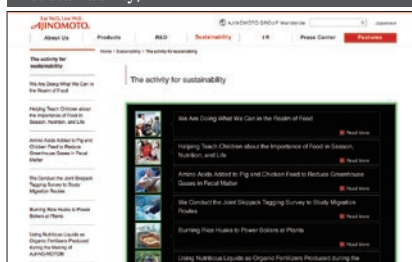 Eat Well, Live Well.
AJINOMOTO.
AJINOMOTO GROUP Worldwide
Japanese
About Us
Products
R&D
Sustainability
IR
Press Center
Features
Home > Sustainability > The activity for sustainability
The activity for
sustainability
We Are Doing What We Can in
the Realm of Food
Helping Teach Children about
the Importance of Food in
Season, Nutrition, and Life
Amino Acids Added to Pig and
Chicken Feed to Reduce
Greenhouse Gases in Fecal
Matter
We Conduct the Joint Skipjack
Tagging Survey to Study
Migration Routes
Burning Rice Husks to Power
Boilers at Plants
Using Nutritious Liquids as
Organic Fertilizers Produced
during the Making of
AJI-NO-MOTO®
The activity for sustainability
We Are Doing What We Can in the Realm of Food
Read More
Helping Teach Children about the Importance of Food in Season,
Nutrition, and Life
Read More
Amino Acids Added to Pig and Chicken Feed to Reduce Greenhouse
Gases in Fecal Matter
Read More
We Conduct the Joint Skipjack Tagging Survey to Study Migration
Routes
Read More
Burning Rice Husks to Power Boilers at Plants
Read More
Using Nutritious Liquids as Organic Fertilizers Produced during the